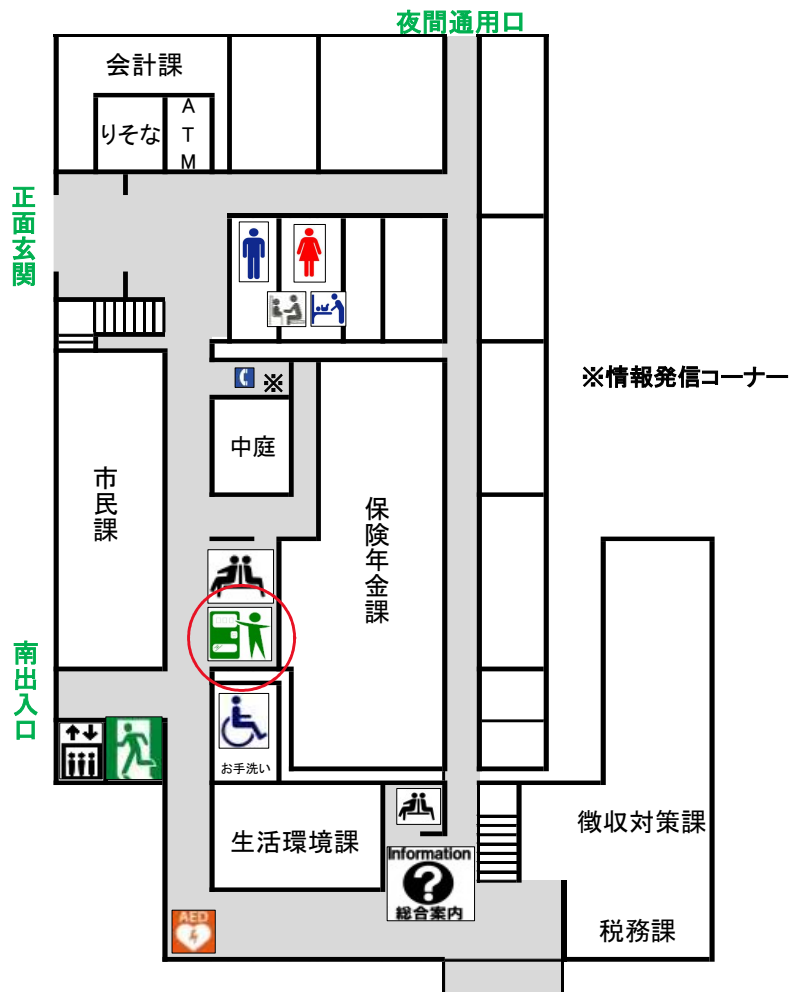 夜間通用口
会計課
りそな
ATM
正面玄関
※
※情報発信コーナー
中庭
市民課
保険年金課
南出入口
お手洗い
生活環境課
徴収対策課
Information
?
総合案内
AED
税務課